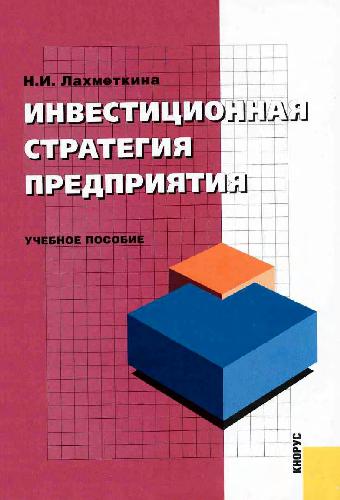 Н.И. Лахметкина
ИНВЕСТИЦИОННАЯ
СТРАТЕГИЯ
ПРЕДПРИЯТИЯ
УЧЕБНОЕ ПОСОБИЕ
КНОРУС